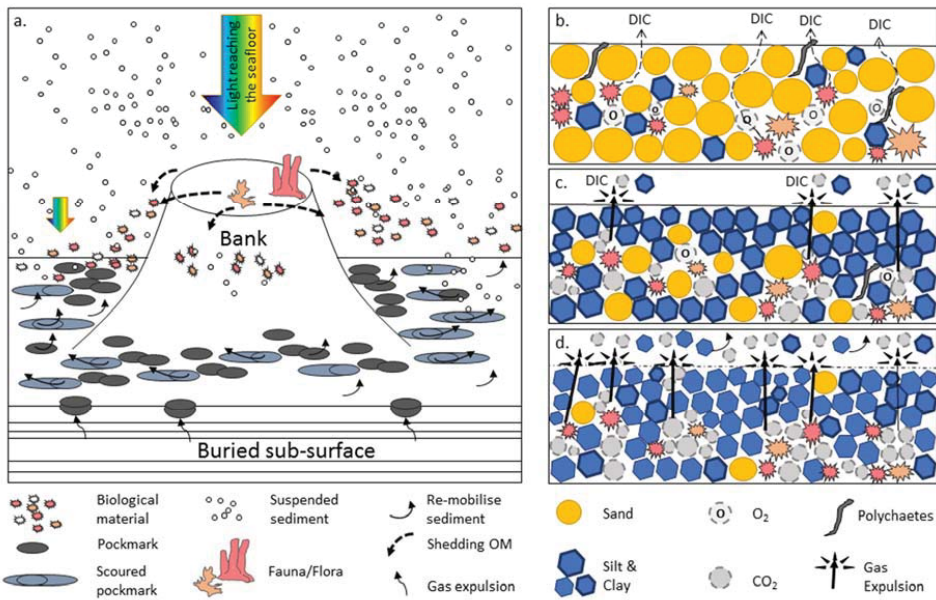 a.
Light reaching
the seafloor
Bank
Buried sub-surface
Biological
material
Pockmark
Scoured
pockmark
Suspended
sediment
Fauna/Flora
Re-mobilise
sediment
Shedding OM
Gas expulsion
b.
DIC
DIC
DIC
DIC
O
O
O
O
O
O
c.
DIC
DIC
O
O
d.
Sand
Silt &
Clay
O
O₂
CO₂
Polychaetes
Gas
Expulsion